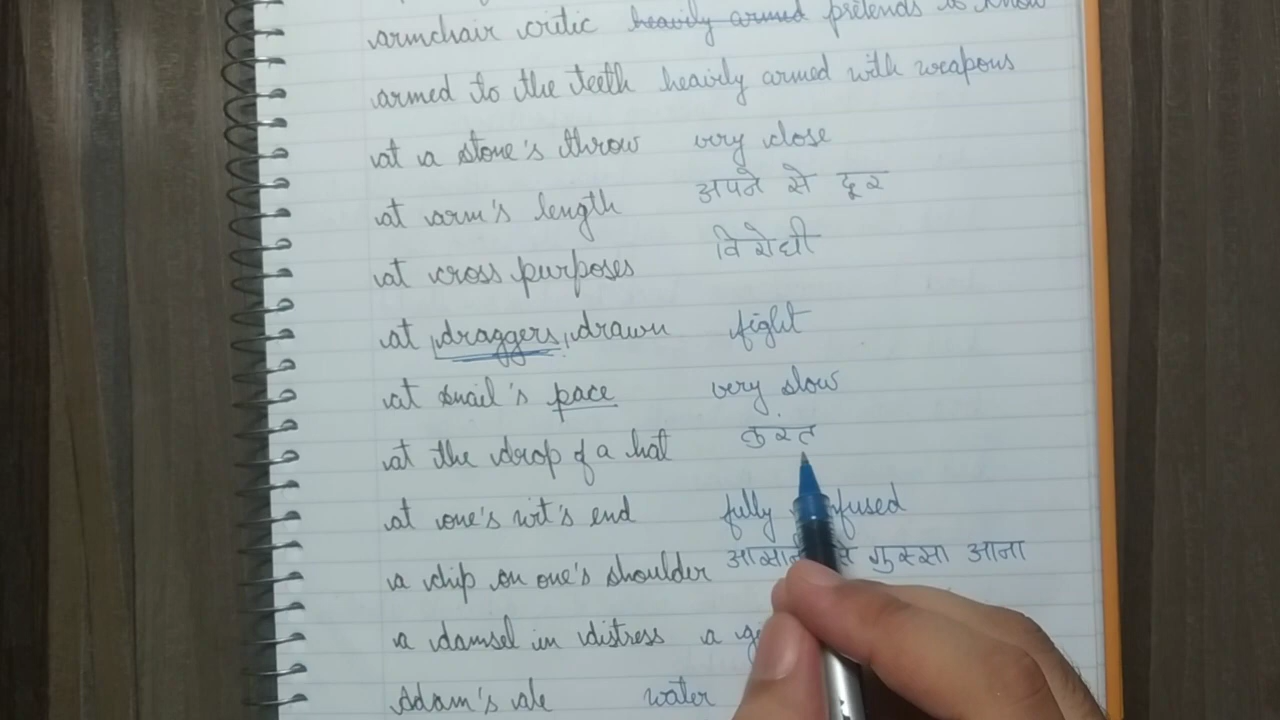 armchair critic heavily armed pretends to know
armed to the teeth heavily armed with weapons
at a stone's throw very close
at arm's length अपने से दूर
at cross purposes विरोधी
at draggers drawn fight
at snail's pace very slow
at the drop of a hat तुरंत
at one's wit's end fully confused
a chip on one's shoulder आसानी से गुस्सा आना
a damsel in distress a
Adam's ale water